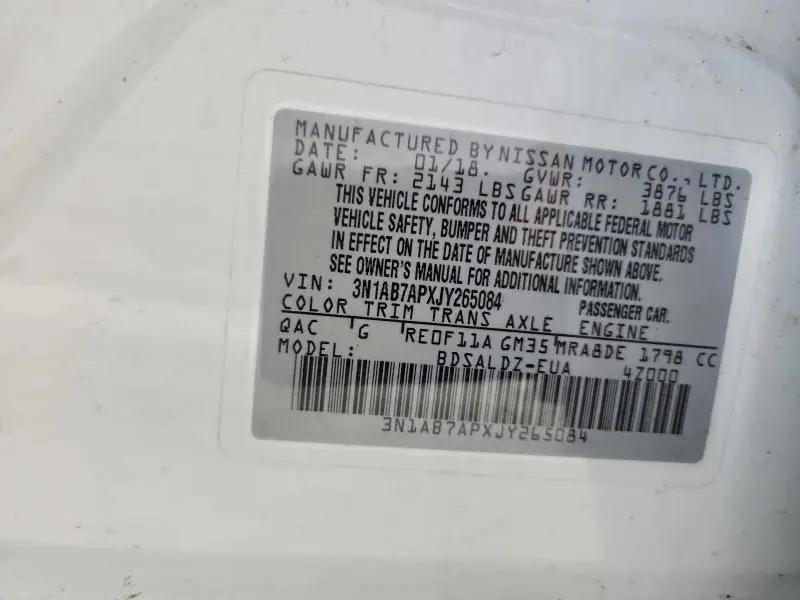 MANUFACTURED BY NISSAN MOTOR CO., LTD.
DATE: 01/18. GVWR: 3876 LBS
GAWR FR: 2143 LBS GAWR RR: 1881 LBS
THIS VEHICLE CONFORMS TO ALL APPLICABLE FEDERAL MOTOR
VEHICLE SAFETY, BUMPER AND THEFT PREVENTION STANDARDS
IN EFFECT ON THE DATE OF MANUFACTURE SHOWN ABOVE.
SEE OWNER'S MANUAL FOR ADDITIONAL INFORMATION.
VIN: 3N1AB7APXJY265084 PASSENGER CAR.
COLOR TRIM TRANS AXLE ENGINE
QAC G RE0F11A GM35 MRA8DE 1798 CC
MODEL: BDSALDZ-EUA 4Z000
3N1AB7APXJY265084